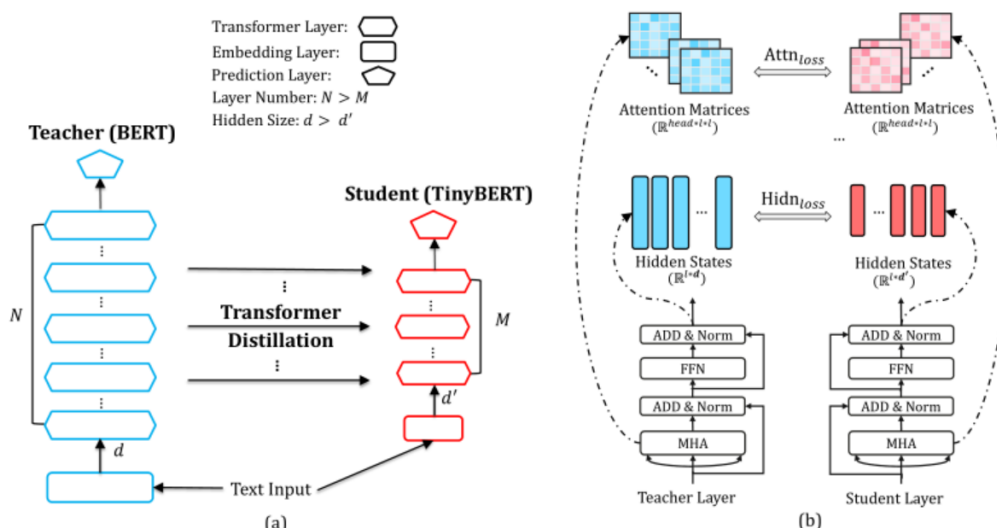 Transformer Layer:
Embedding Layer:
Prediction Layer:
Layer Number: N > M
Hidden Size: d > d′
Teacher (BERT)
Student (TinyBERT)
N
⋮
⋮
⋮
⋮
Transformer
Distillation
⋮
⋮
⋮
⋮
M
d
d′
Text Input
(a)
Attn_loss
Attention Matrices
(ℝ^{head*l*l})
Attention Matrices
(ℝ^{head*l*l})
...
Hidn_loss
...
...
Hidden States
(ℝ^{l*d})
Hidden States
(ℝ^{l*d′})
ADD & Norm
FFN
ADD & Norm
MHA
Teacher Layer
ADD & Norm
FFN
ADD & Norm
MHA
Student Layer
(b)